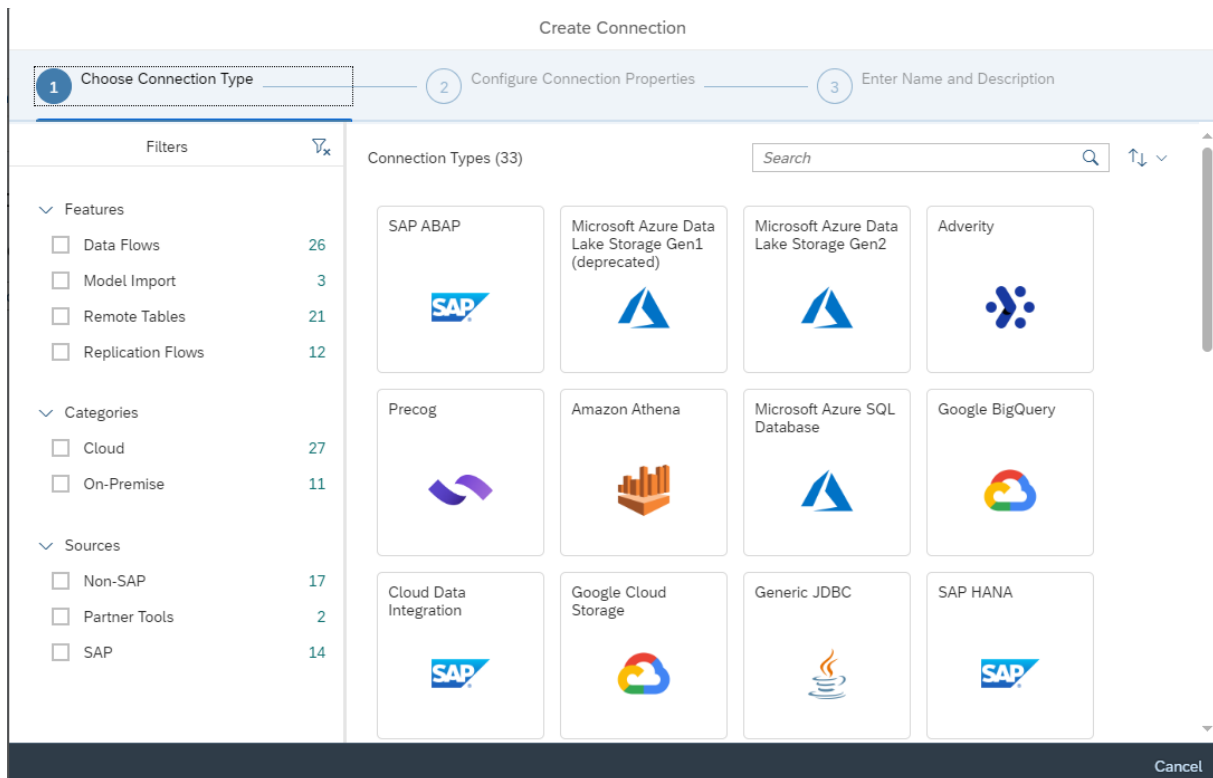 Create Connection
1 Choose Connection Type
2 Configure Connection Properties
3 Enter Name and Description
Filters
Connection Types (33)
Search
Features
Data Flows 26
Model Import 3
Remote Tables 21
Replication Flows 12
Categories
Cloud 27
On-Premise 11
Sources
Non-SAP 17
Partner Tools 2
SAP 14
SAP ABAP
SAP
Microsoft Azure Data
Lake Storage Gen1
(deprecated)
Microsoft Azure Data
Lake Storage Gen2
Adverity
Precog
Amazon Athena
Microsoft Azure SQL
Database
Google BigQuery
Cloud Data
Integration
SAP
Google Cloud
Storage
Generic JDBC
SAP HANA
SAP
Cancel